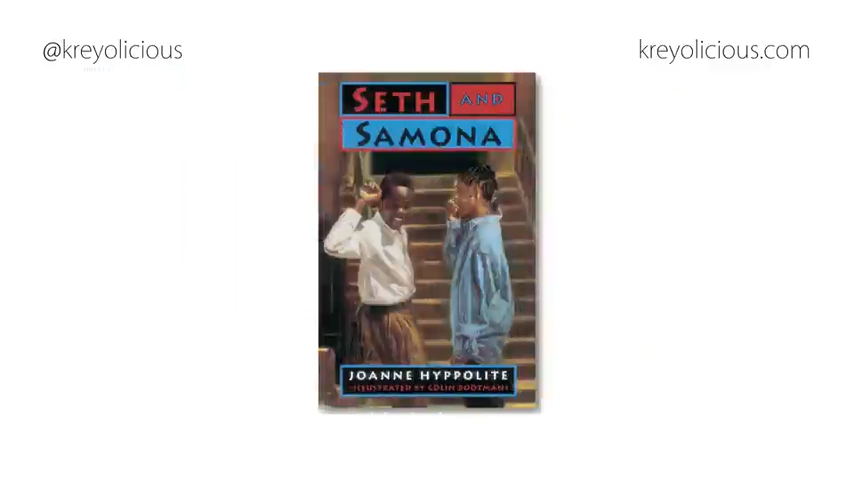 @kreyolicious
kreyolicious.com
SETH AND
SAMONA
JOANNE HYPPOLITE
ILLUSTRATED BY COLIN BOOTMAN